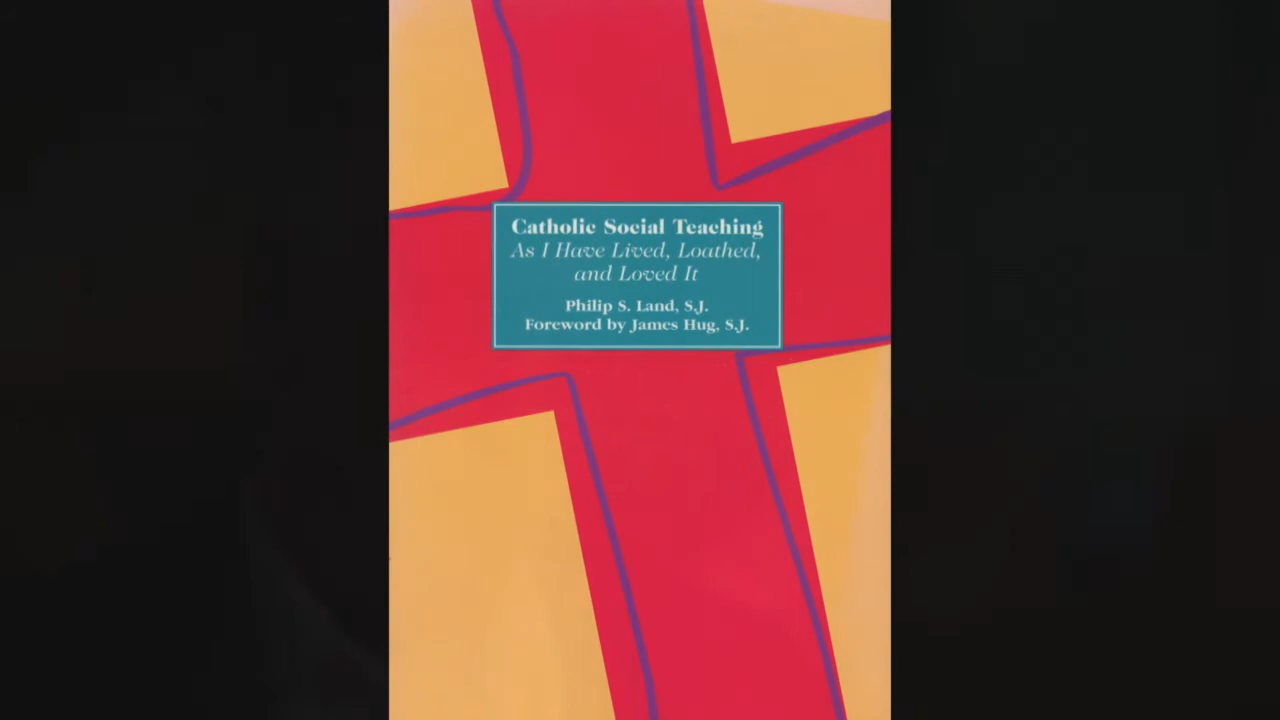 Catholic Social Teaching
As I Have Lived, Loathed,
and Loved It
Philip S. Land, S.J.
Foreword by James Hug, S.J.